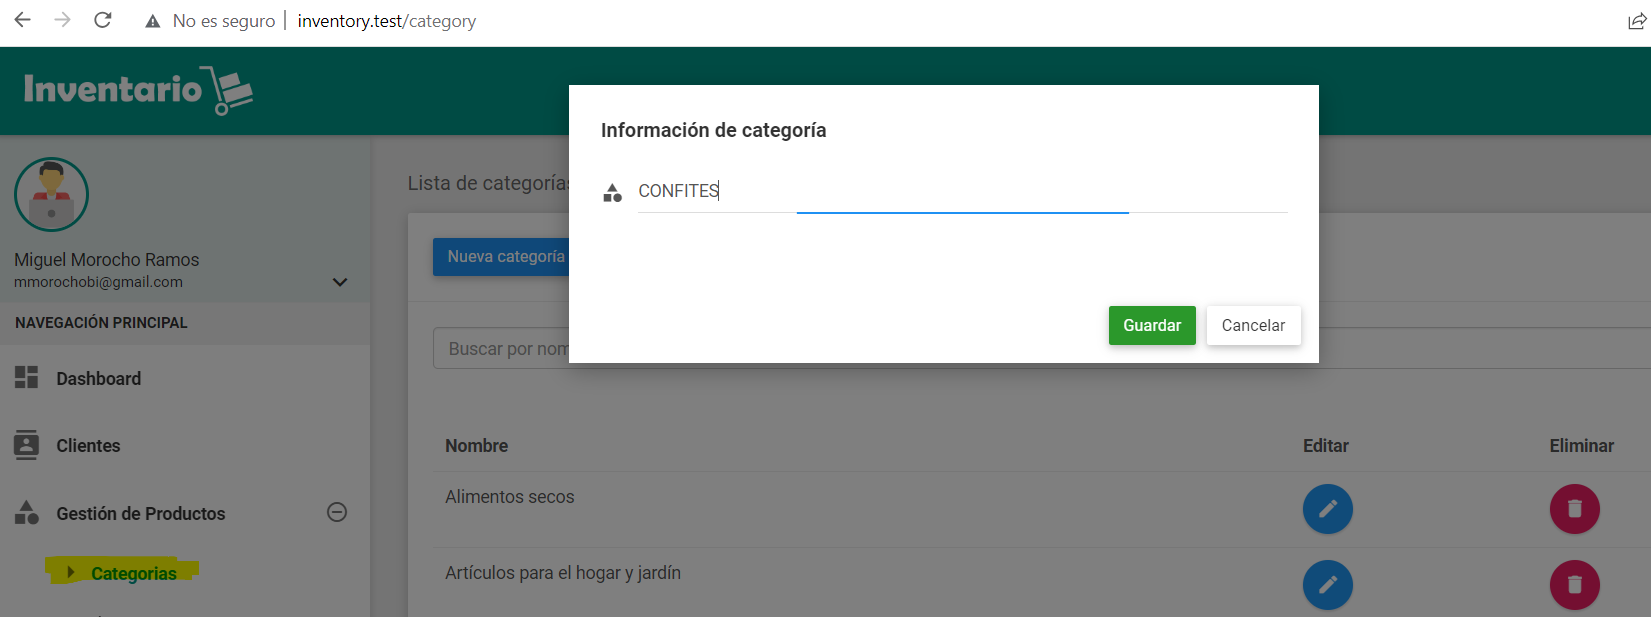 No es seguro | inventory.test/category
Inventario
Información de categoría
CONFITES
Guardar
Cancelar
Miguel Morocho Ramos
mmorochobi@gmail.com
NAVEGACIÓN PRINCIPAL
Dashboard
Clientes
Gestión de Productos
Categorias
Lista de categorías
Nueva categoría
Buscar por nom
Nombre Editar Eliminar
Alimentos secos
Artículos para el hogar y jardín